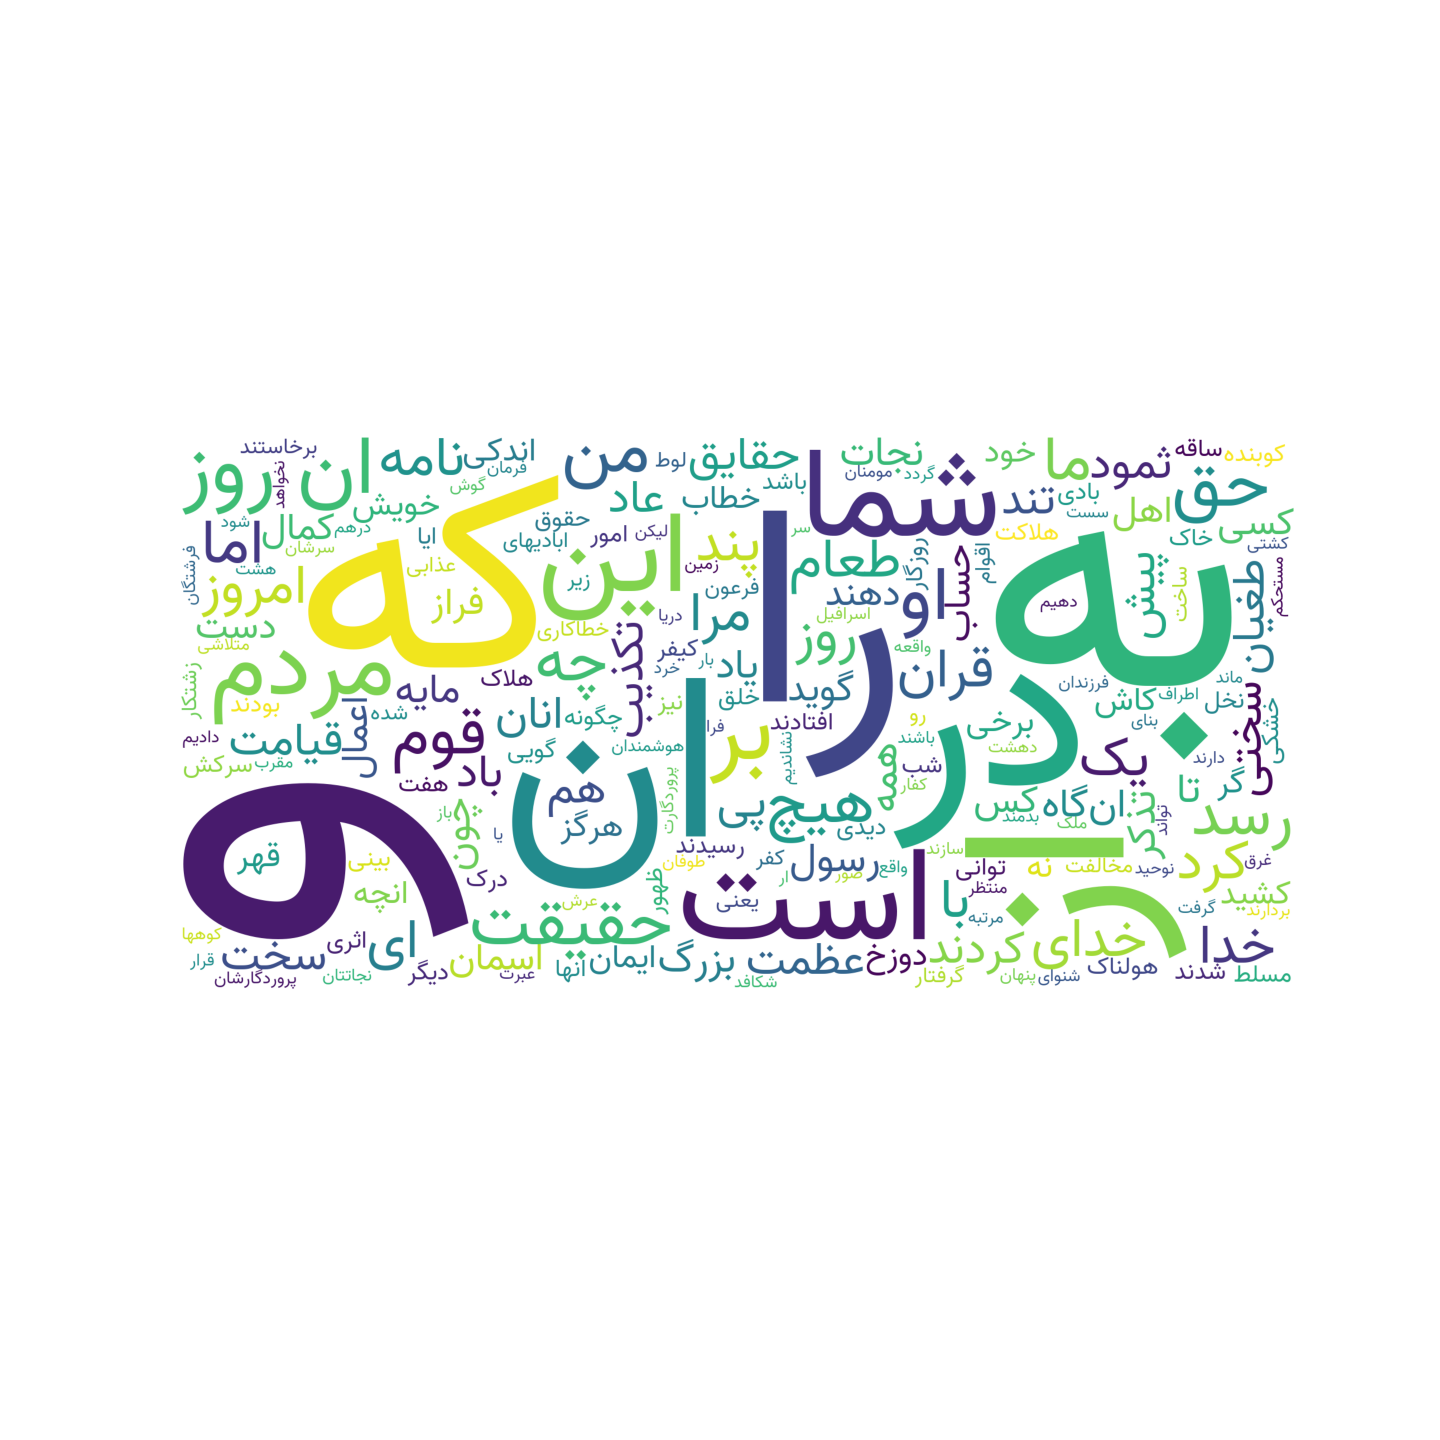 و
به
را
که
در
ان
از
است
شما
این
مردم
حقیقت
بر
حق
ان روز
قوم
هیچ
رسد
من
او
چه
یک
خدا
خدای
کردند
کرد
اما
امروز
نامه
حقایق
نجات
خود
ما
ثمود
ساقه
کوبنده
برخاستند
نخواهد
اندکی
فرمان
گوش
لوط
مومنان
گردد
باشد
خطاب
عاد
خویش
کمال
درهم
شود
سرشان
هشت
فرشتگان
ایا
عذابی
فراز
حقوق
ابادیهای
امور
لیکن
زیر
پند
زمین
سر
طعام
تند
بادی
سست
اهل
هلاکت
اقوام
کسی
خاک
کشتی
مستحکم
ساخت
پیش
طغیان
دهیم
روزگار
حساب
دهند
اسرافیل
فرعون
مرا
دریا
خطاکاری
تکذیب
کیفر
خرد
بار
یاد
خلق
روز
گوید
واقعه
قران
دست
متلاشی
زشتکار
هلاک
مایه
انان
چگونه
گویی
نیز
هوشمندان
فرا
افتادند
نشاندیم
رو
باشند
برخی
دهشت
فرزندان
کاش
اطراف
بنای
نخل
ماند
سختی
خشکی
دارند
بودند
شده
دادیم
مقرب
سرکش
قیامت
اعمال
هفت
باد
هم
هرگز
پروردگارت
پی
همه
شب
کفار
کس
ان گاه
بدمند
ملک
تذکر
تواند
تا
گر
باز
چون
یا
قهر
بینی
درک
انچه
رسیدند
طوفان
کفر
دیدی
رسول
واقع
صور
ار
یعنی
سازند
توانی
منتظر
نه
مخالفت
توحید
غرق
کشید
بردارند
گرفت
مرتبه
با
ظهور
عرش
کوهها
قرار
سخت
اثری
ای
پروردگارشان
نجاتتان
دیگر
اسمان
عبرت
انها
ایمان
عظمت
بزرگ
شکافد
دوزخ
گرفتار
پنهان
شنوای
هولناک
شدند
مسلط